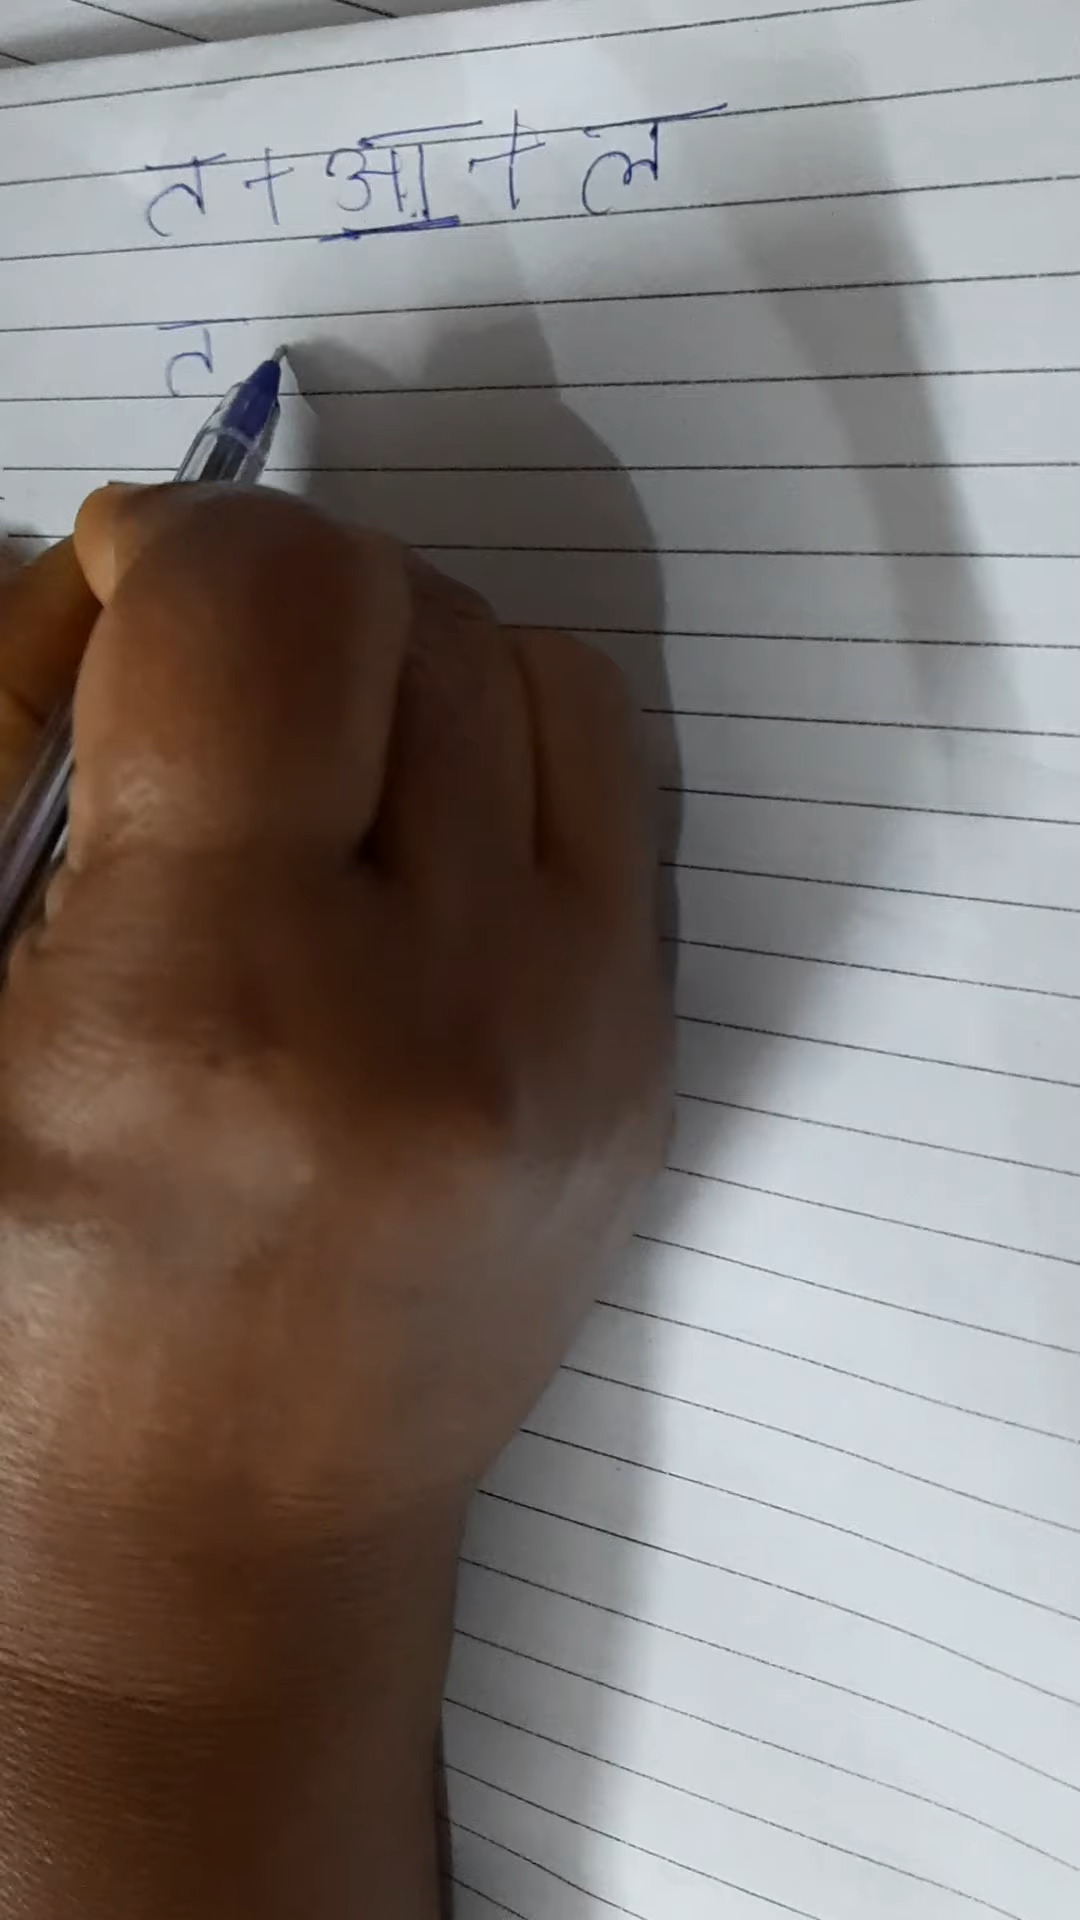 त + आ + ल
त